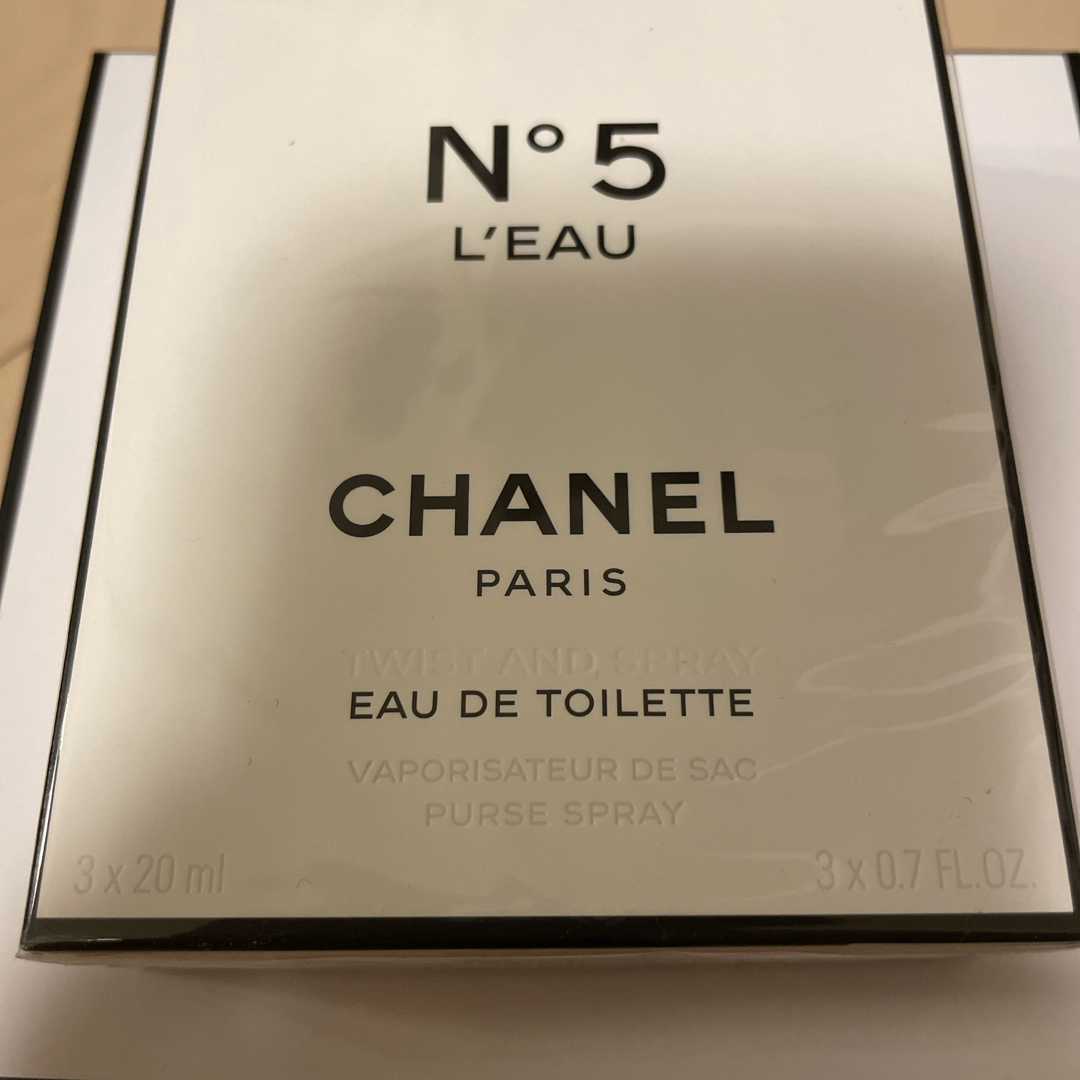 N°5
L'EAU
CHANEL
PARIS
TWIST AND SPRAY
EAU DE TOILETTE
VAPORISATEUR DE SAC
PURSE SPRAY
3 x 20 ml
3 x 0.7 FL.OZ.